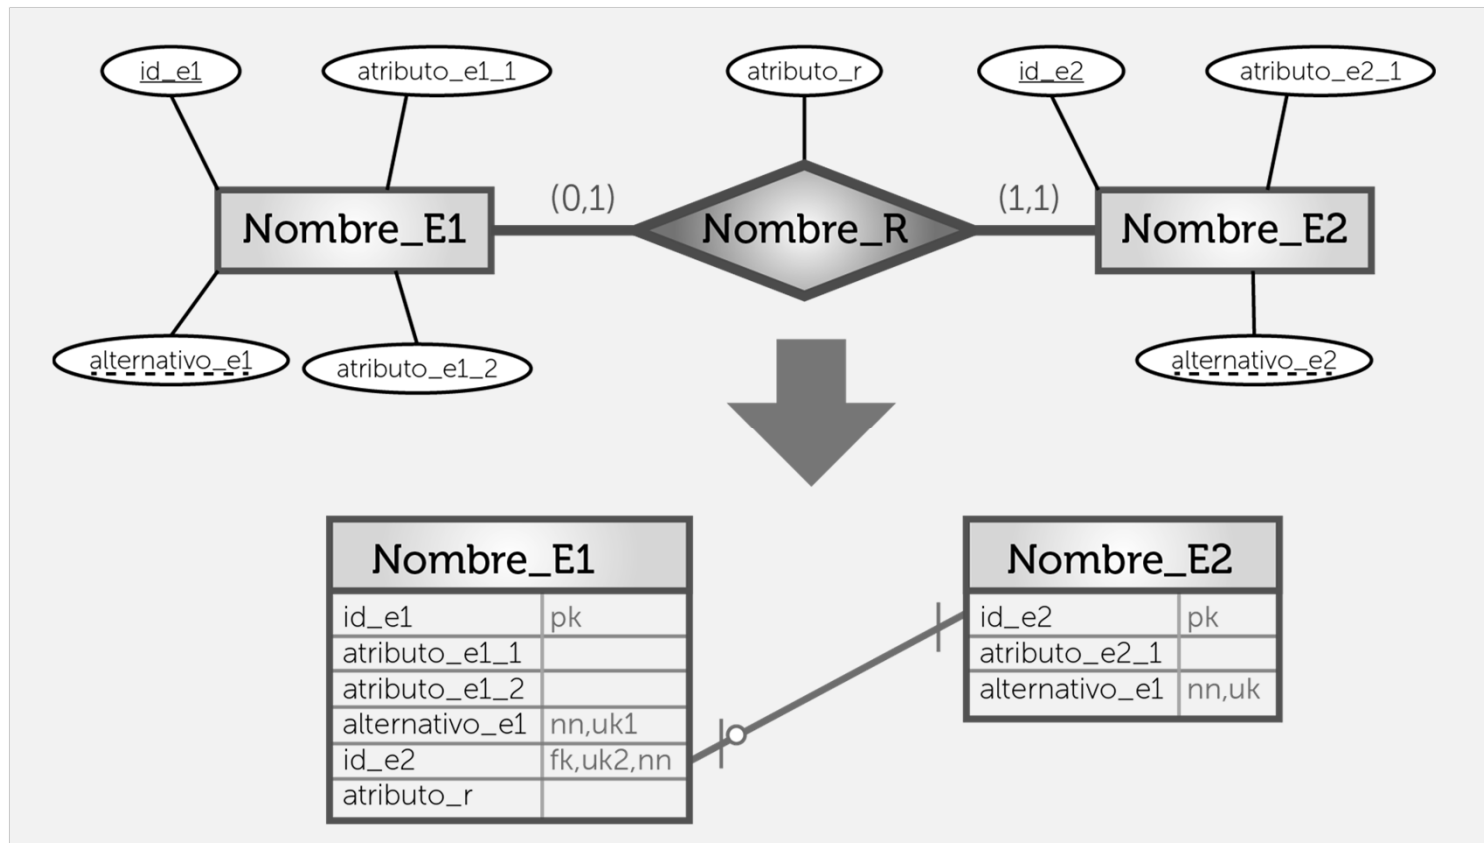 id_e1
atributo_e1_1
atributo_r
id_e2
atributo_e2_1
(0,1)
(1,1)
Nombre_E1
Nombre_R
Nombre_E2
alternativo_e1
atributo_e1_2
alternativo_e2
Nombre_E1
id_e1 pk
atributo_e1_1
atributo_e1_2
alternativo_e1 nn,uk1
id_e2 fk,uk2,nn
atributo_r
Nombre_E2
id_e2 pk
atributo_e2_1
alternativo_e1 nn,uk